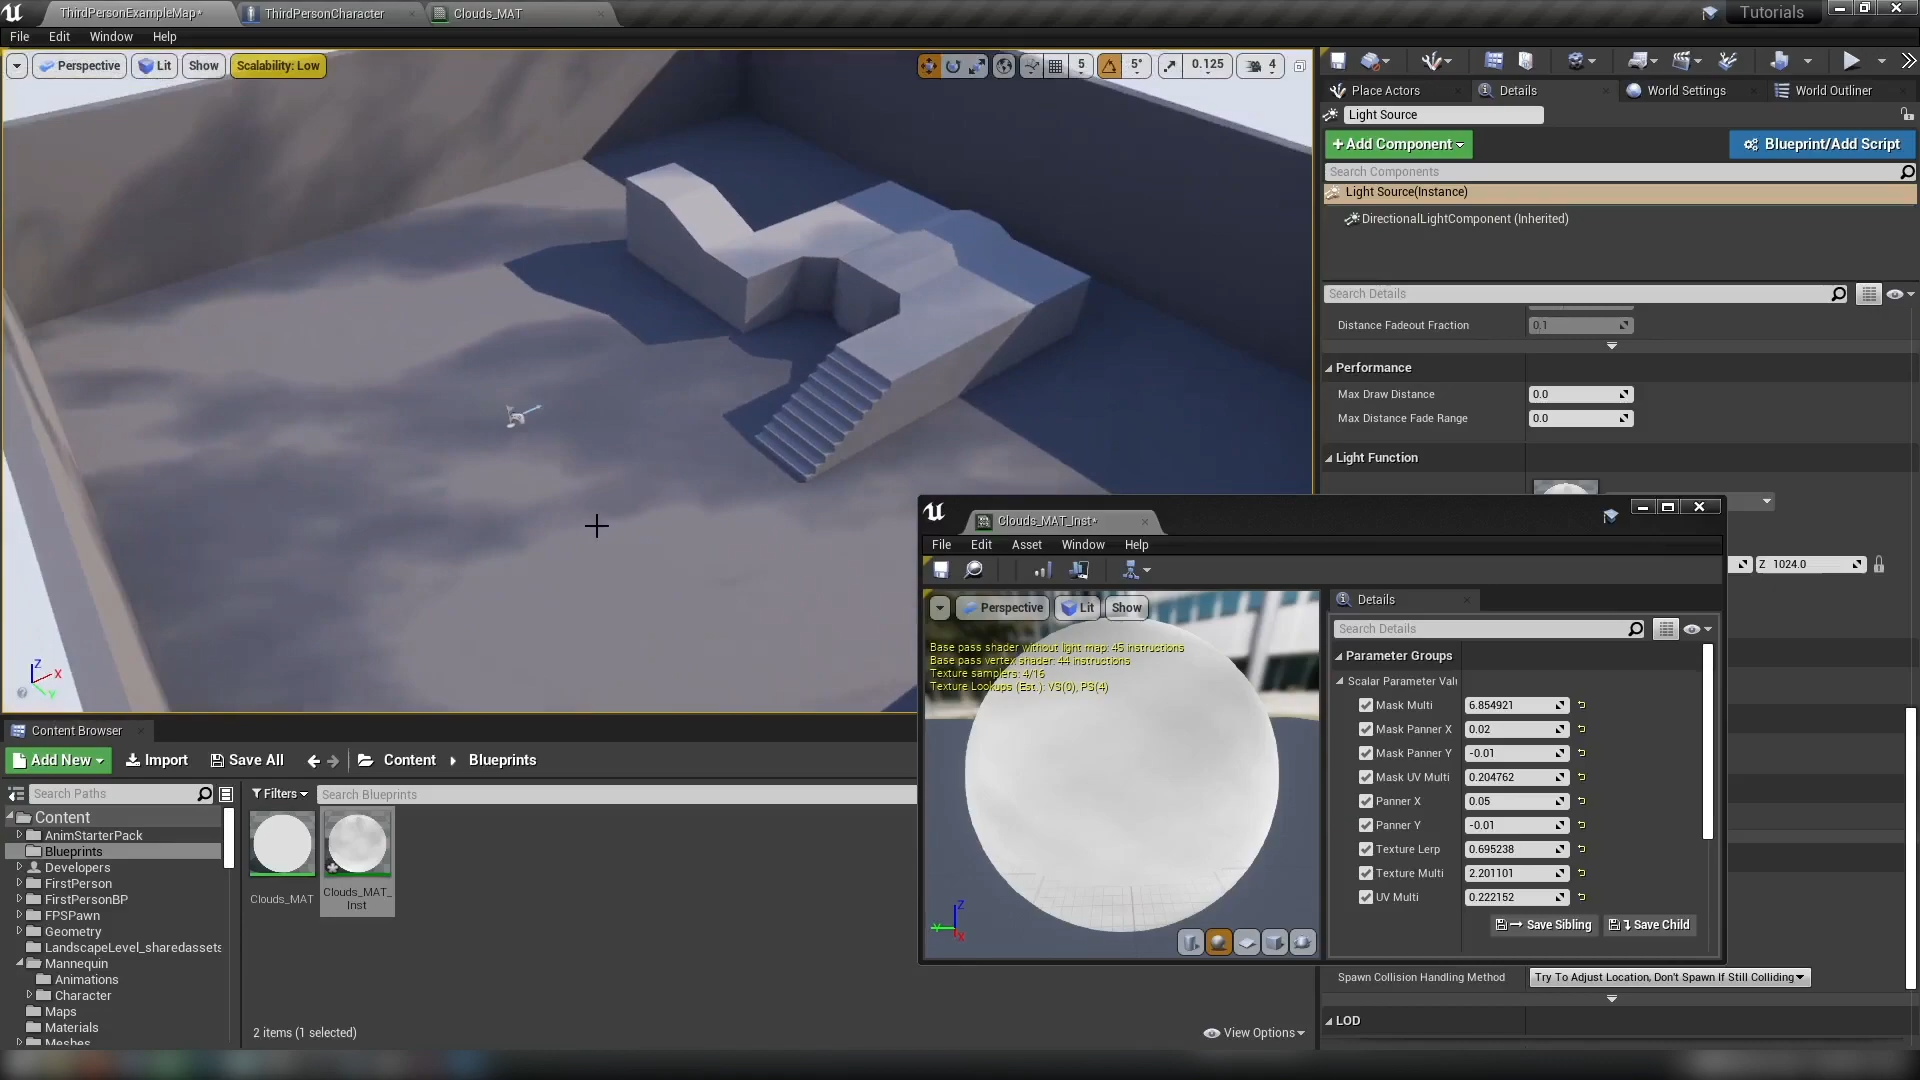 ThirdPersonExampleMap*
ThirdPersonCharacter
Clouds_MAT
Tutorials
File Edit Window Help
Perspective Lit Show Scalability: Low
5 5° 0.125 4
Place Actors Details World Settings World Outliner
Light Source
+Add Component Blueprint/Add Script
Search Components
Light Source(Instance)
DirectionalLightComponent (Inherited)
Search Details
Distance Fadeout Fraction 0.1
Performance
Max Draw Distance 0.0
Max Distance Fade Range 0.0
Light Function
Z 1024.0
Clouds_MAT_Inst*
File Edit Asset Window Help
Perspective Lit Show
Base pass shader without light map: 45 instructions
Base pass vertex shader: 44 instructions
Texture samplers: 4/16
Texture Lookups (Est.): VS(0), PS(4)
Details
Search Details
Parameter Groups
Scalar Parameter Valu
Mask Multi 6.854921
Mask Panner X 0.02
Mask Panner Y -0.01
Mask UV Multi 0.204762
Panner X 0.05
Panner Y -0.01
Texture Lerp 0.695238
Texture Multi 2.201101
UV Multi 0.222152
Save Sibling Save Child
Z
Y
X
Z
X
Y
Content Browser
Add New Import Save All Content Blueprints
Search Paths
Filters
Search Blueprints
Content
AnimStarterPack
Blueprints
Developers
FirstPerson
FirstPersonBP
FPSPawn
Geometry
LandscapeLevel_sharedassets
Mannequin
Animations
Character
Maps
Materials
Meshes
Clouds_MAT
Clouds_MAT_
Inst
2 items (1 selected)
View Options
Spawn Collision Handling Method Try To Adjust Location, Don't Spawn If Still Colliding
LOD